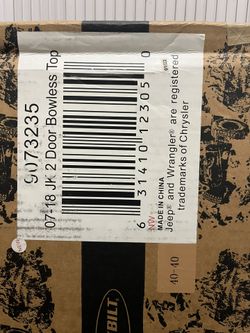 9073235
07-18 JK 2 Door Bowless Top
6 31410 12305 0
MADE IN CHINA
Jeep® and Wrangler® are registered
trademarks of Chrysler
40-40
BILT